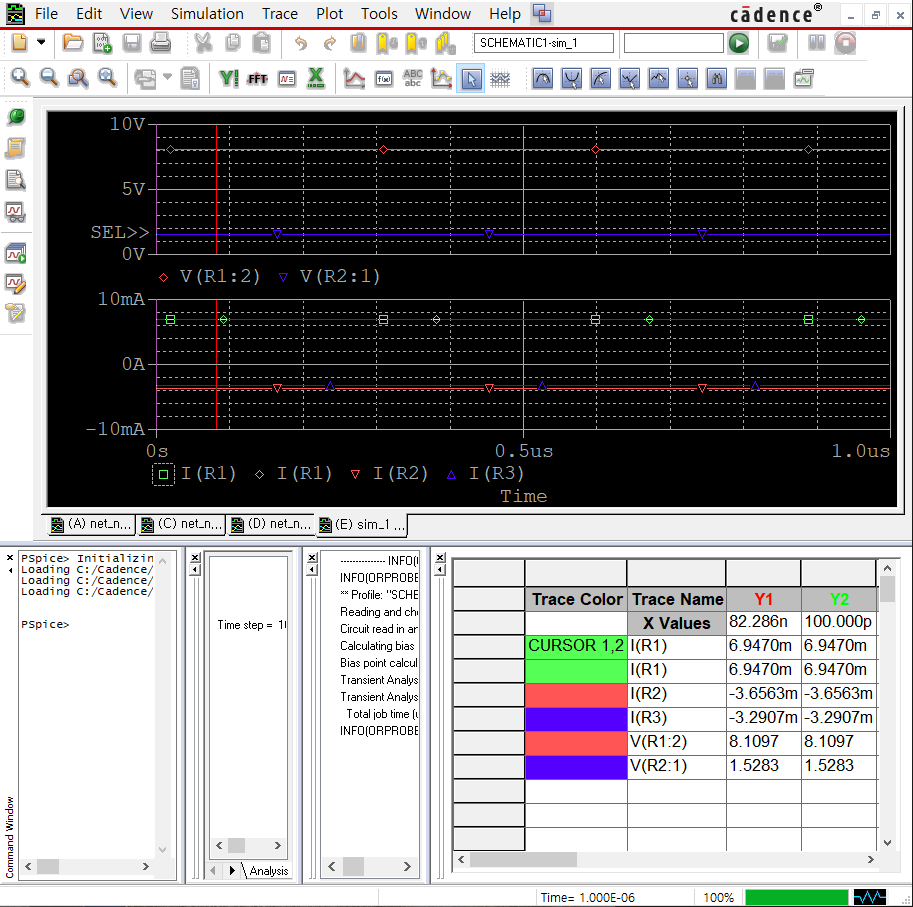 File Edit View Simulation Trace Plot Tools Window Help
cādence®
SCHEMATIC1-sim_1
Y! FFT
f(x) ABC
abc
10V
5V
SEL>>
0V
V(R1:2) V(R2:1)
10mA
0A
-10mA
0s 0.5us 1.0us
I(R1) I(R1) I(R2) I(R3)
Time
(A) net_n... (C) net_n... (D) net_n... (E) sim_1 ...
PSpice> Initializin
Loading C:/Cadence/
Loading C:/Cadence/
Loading C:/Cadence/
PSpice>
Command Window
Time step =
Analysis
-------------- INFO(
INFO(ORPROBE
** Profile: "SCHE
Reading and che
Circuit read in an
Calculating bias
Bias point calcul
Transient Analys
Transient Analys
Total job time (u
INFO(ORPROBE
Trace Color Trace Name Y1 Y2
X Values 82.286n 100.000p
CURSOR 1,2 I(R1) 6.9470m 6.9470m
I(R1) 6.9470m 6.9470m
I(R2) -3.6563m -3.6563m
I(R3) -3.2907m -3.2907m
V(R1:2) 8.1097 8.1097
V(R2:1) 1.5283 1.5283
Time= 1.000E-06 100%